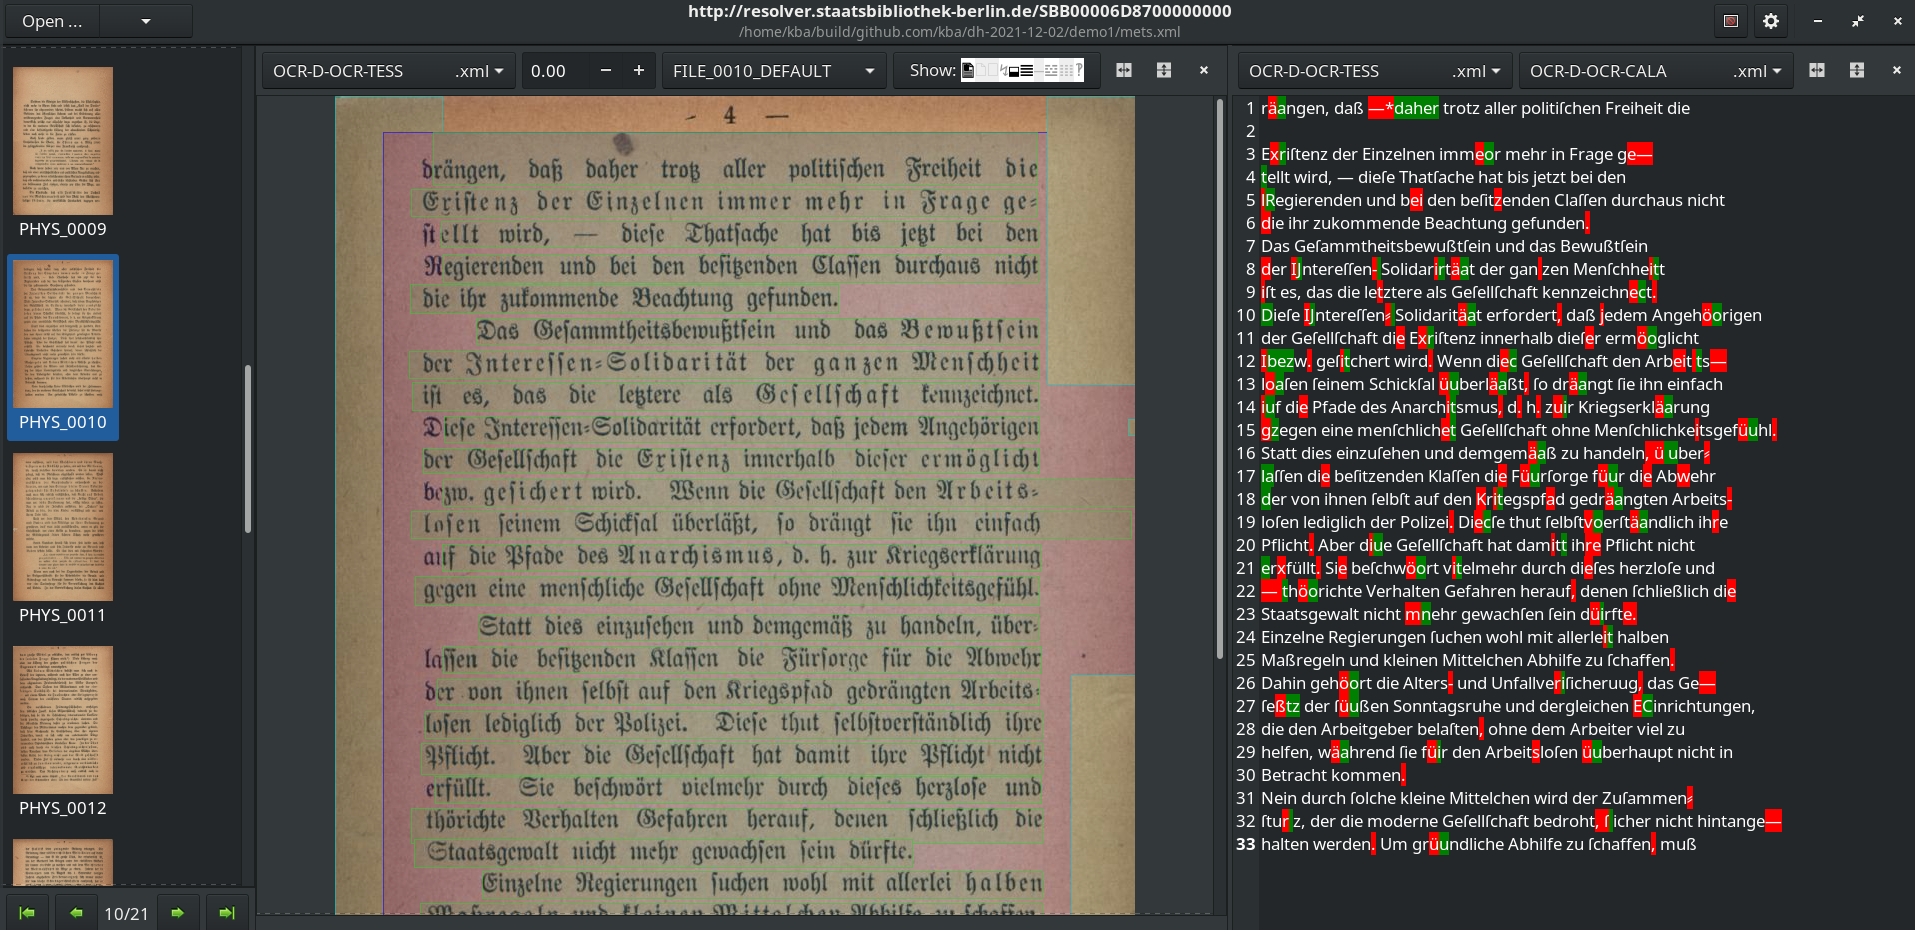 Open ...
http://resolver.staatsbibliothek-berlin.de/SBB00006D8700000000
/home/kba/build/github.com/kba/dh-2021-12-02/demo1/mets.xml
PHYS_0009
PHYS_0010
PHYS_0011
PHYS_0012
10/21
OCR-D-OCR-TESS .xml 0.00 − + FILE_0010_DEFAULT Show:
- 4 —
drängen, daß daher trotz aller politiſchen Freiheit die
Exiſtenz der Einzelnen immer mehr in Frage ge⸗
ſtellt wird, — dieſe Thatſache hat bis jetzt bei den
Regierenden und bei den beſitzenden Claſſen durchaus nicht
die ihr zukommende Beachtung gefunden.
Das Geſammtheitsbewußtſein und das Bewußtſein
der Intereſſen⸗Solidarität der ganzen Menſchheit
iſt es, das die letztere als Geſellſchaft kennzeichnet.
Dieſe Intereſſen⸗Solidarität erfordert, daß jedem Angehörigen
der Geſellſchaft die Exiſtenz innerhalb dieſer ermöglicht
bezw. geſichert wird. Wenn die Geſellſchaft den Arbeits⸗
loſen ſeinem Schickſal überläßt, ſo drängt ſie ihn einfach
auf die Pfade des Anarchismus, d. h. zur Kriegserklärung
gegen eine menſchliche Geſellſchaft ohne Menſchlichkeitsgefühl.
Statt dies einzuſehen und demgemäß zu handeln, über⸗
laſſen die beſitzenden Klaſſen die Fürſorge für die Abwehr
der von ihnen ſelbſt auf den Kriegspfad gedrängten Arbeits⸗
loſen lediglich der Polizei. Dieſe thut ſelbſtverſtändlich ihre
Pflicht. Aber die Geſellſchaft hat damit ihre Pflicht nicht
erfüllt. Sie beſchwört vielmehr durch dieſes herzloſe und
thörichte Verhalten Gefahren herauf, denen ſchließlich die
Staatsgewalt nicht mehr gewachſen ſein dürfte.
Einzelne Regierungen ſuchen wohl mit allerlei halben
Maßregeln und kleinen Mittelchen Abhilfe zu ſchaffen.
OCR-D-OCR-TESS .xml OCR-D-OCR-CALA .xml
1 räangen, daß —*daher trotz aller politiſchen Freiheit die
2
3 Exriſtenz der Einzelnen immeor mehr in Frage ge—
4 tellt wird, — dieſe Thatſache hat bis jetzt bei den
5 lRegierenden und bei den beſitzenden Claſſen durchaus nicht
6 die ihr zukommende Beachtung gefunden.
7 Das Geſammtheitsbewußtſein und das Bewußtſein
8 der IJntereſſen- Solidarirtäat der gan zen Menſchheitt
9 iſt es, das die letztere als Geſellſchaft kennzeichnect.
10 Dieſe IJntereſſen⸗ Solidaritäat erfordert, daß jedem Angehöorigen
11 der Geſellſchaft die Exriſtenz innerhalb dieſer ermöoglicht
12 Ibezw. geſitchert wird. Wenn diec Geſellſchaft den Arbeitits—
13 loaſen ſeinem Schickſal üuberläaßt, ſo dräangt ſie ihn einfach
14 iuf die Pfade des Anarchitsmus, d. h. zuir Kriegserkläarung
15 gzegen eine menſchlichet Geſellſchaft ohne Menſchlichkeitsgefüuhl.
16 Statt dies einzuſehen und demgemäaß zu handeln, ü uber⸗
17 laſſen die beſitzenden Klaſſen die Füurſorge füur die Abwehr
18 der von ihnen ſelbſt auf den Kritegspfad gedräangten Arbeits-
19 loſen lediglich der Polizei. Diecſe thut ſelbſtvoerſtäandlich ihre
20 Pflicht. Aber diue Geſellſchaft hat damitt ihre Pflicht nicht
21 erxfüllt. Sie beſchwöort vitelmehr durch dieſes herzloſe und
22 — thöorichte Verhalten Gefahren herauf, denen ſchließlich die
23 Staatsgewalt nicht mnehr gewachſen ſein düirfte.
24 Einzelne Regierungen ſuchen wohl mit allerleit halben
25 Maßregeln und kleinen Mittelchen Abhilfe zu ſchaffen.
26 Dahin gehöort die Alters- und Unfallveriſicheruug, das Ge—
27 ſeßtz der ſüußen Sonntagsruhe und dergleichen ECinrichtungen,
28 die den Arbeitgeber belaſten, ohne dem Arbeiter viel zu
29 helfen, wäahrend ſie füir den Arbeitsloſen üuberhaupt nicht in
30 Betracht kommen.
31 Nein durch ſolche kleine Mittelchen wird der Zuſammen⸗
32 ſtur z, der die moderne Geſellſchaft bedroht, ſ icher nicht hintange—
33 halten werden. Um grüundliche Abhilfe zu ſchaffen, muß